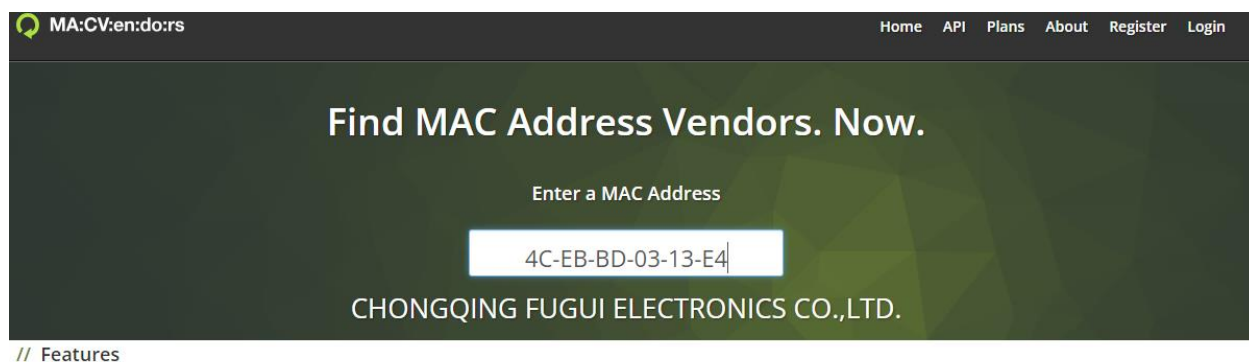 MA:CV:en:do:rs
Home API Plans About Register Login
Find MAC Address Vendors. Now.
Enter a MAC Address
4C-EB-BD-03-13-E4
CHONGQING FUGUI ELECTRONICS CO.,LTD.
// Features